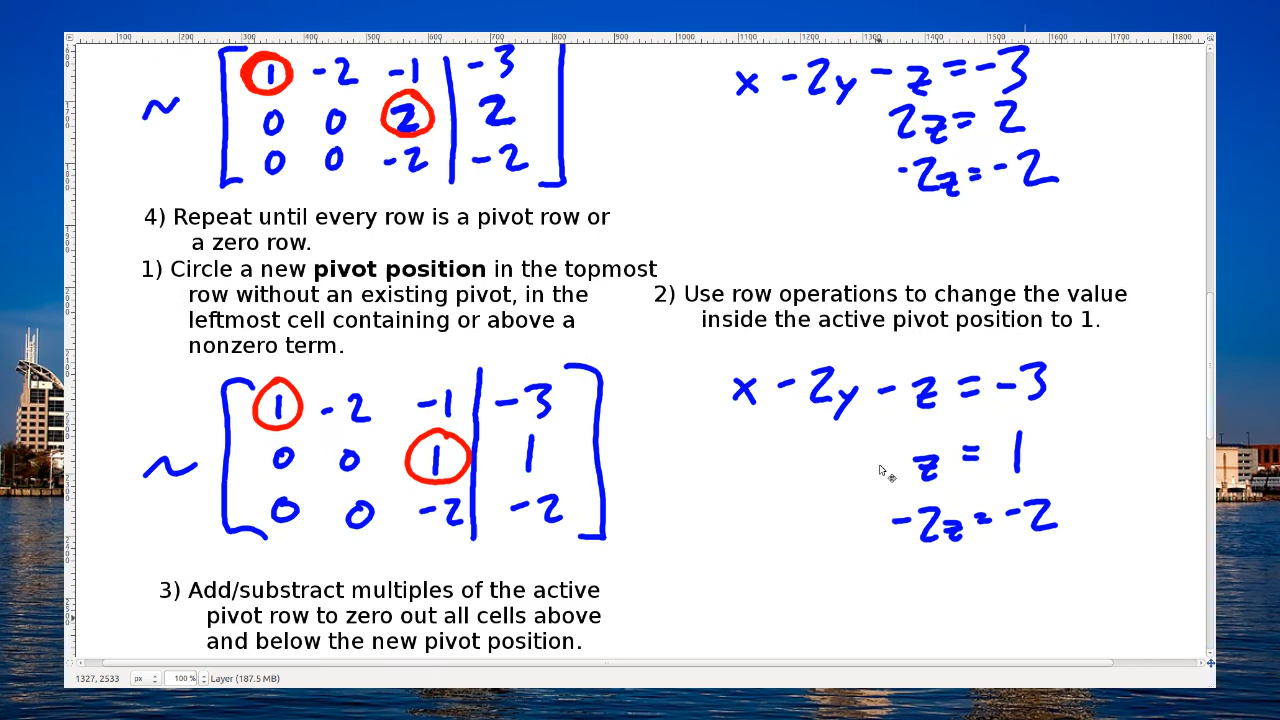 1 -2 -1 -3 x - 2y - z = -3
~ 0 0 2 2 2z = 2
0 0 -2 -2 -2z = -2
4) Repeat until every row is a pivot row or
a zero row.
1) Circle a new pivot position in the topmost
row without an existing pivot, in the
leftmost cell containing or above a
nonzero term.
2) Use row operations to change the value
inside the active pivot position to 1.
1 -2 -1 -3 x - 2y - z = -3
~ 0 0 1 1 z = 1
0 0 -2 -2 -2z = -2
3) Add/substract multiples of the active
pivot row to zero out all cells above
and below the new pivot position.
1327, 2533 px 100 % Layer (187.5 MB)